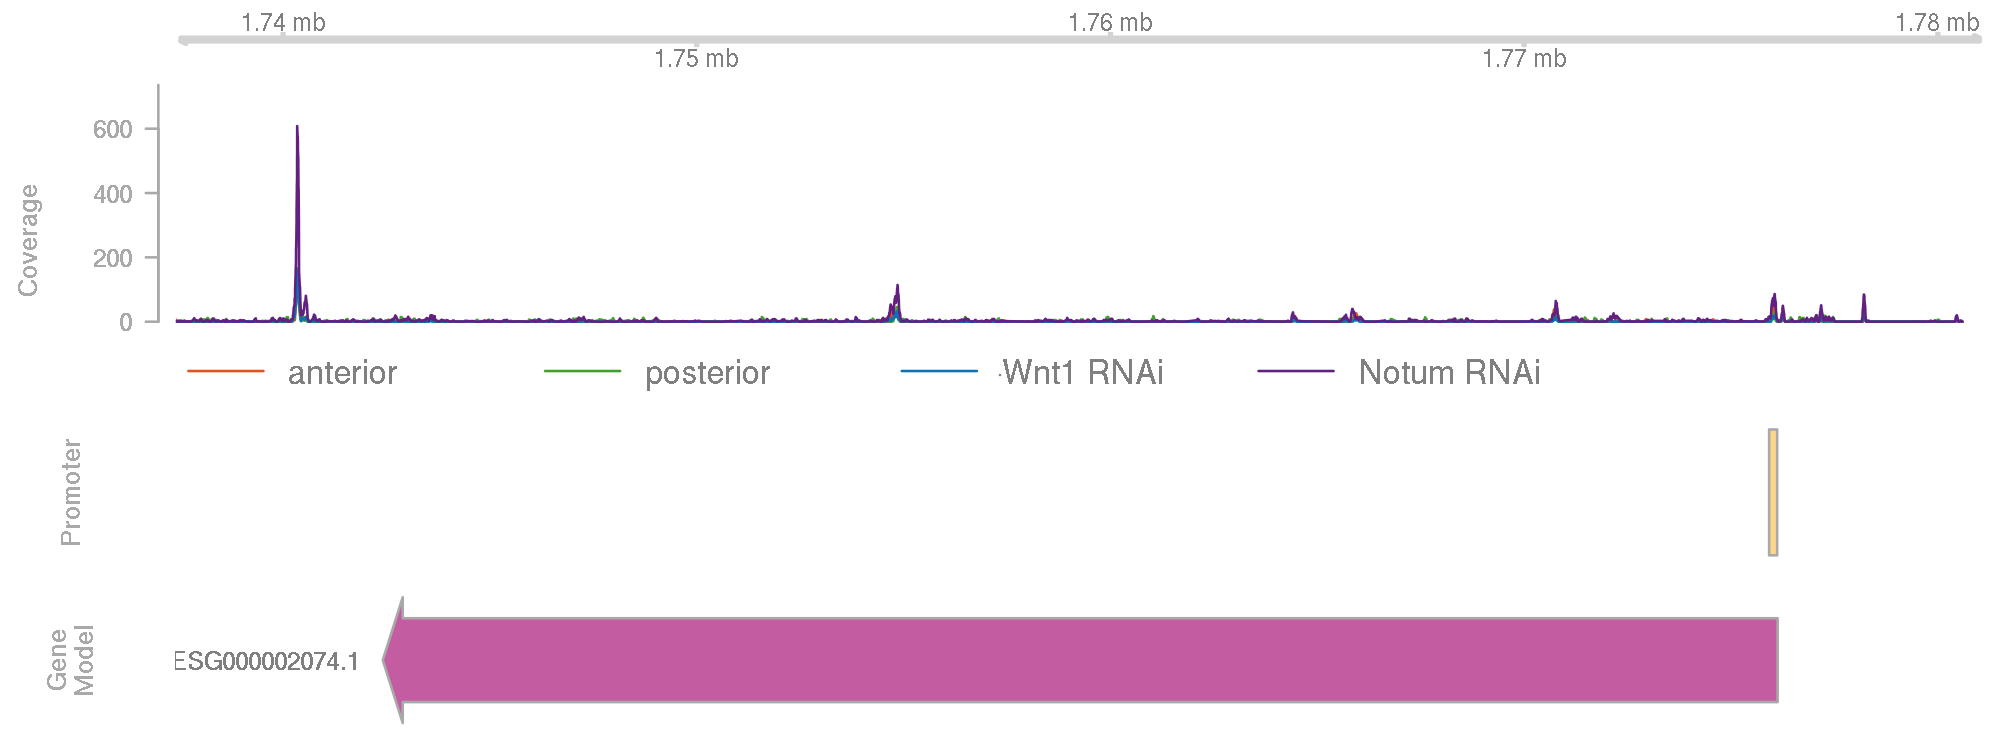 1.74 mb
1.76 mb
1.78 mb
1.75 mb
1.77 mb
Coverage
600
400
200
0
anterior
posterior
Wnt1 RNAi
Notum RNAi
Promoter
Gene
Model
ESG000002074.1